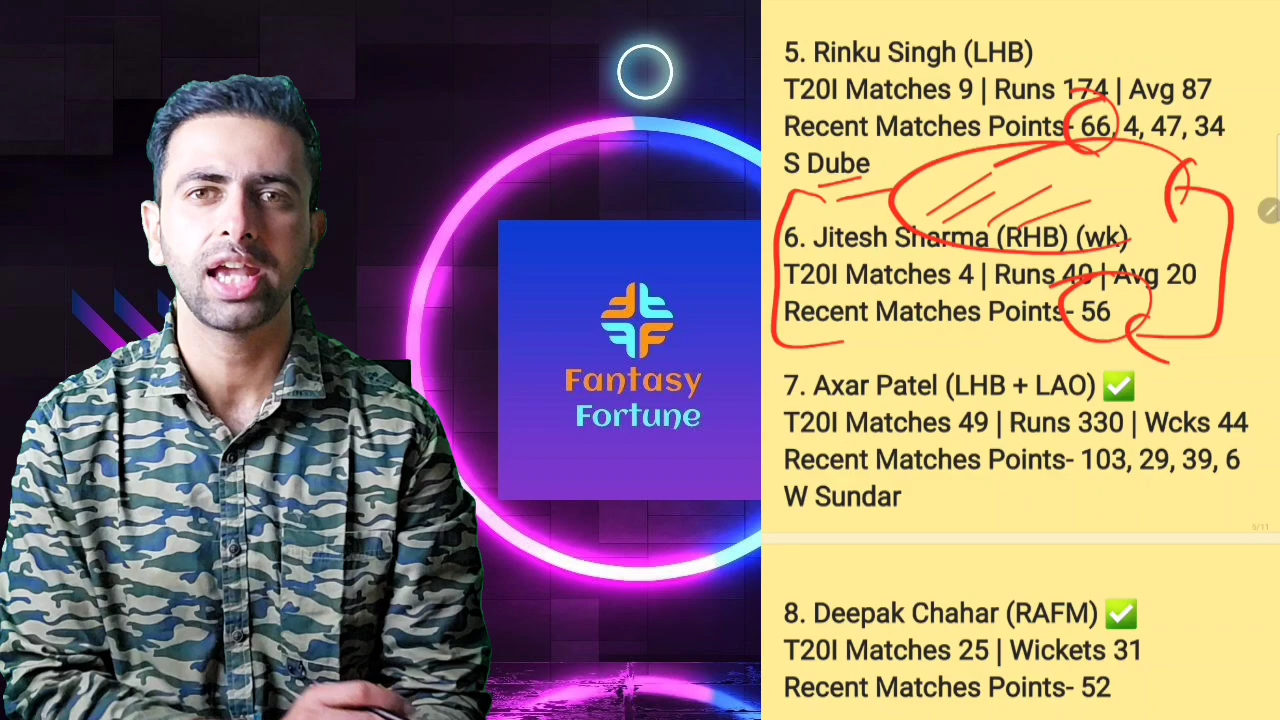 Fantasy
Fortune
5. Rinku Singh (LHB)
T20I Matches 9 | Runs 174 | Avg 87
Recent Matches Points- 66, 4, 47, 34
S Dube
6. Jitesh Sharma (RHB) (wk)
T20I Matches 4 | Runs 40 | Avg 20
Recent Matches Points- 56
7. Axar Patel (LHB + LAO) ✅
T20I Matches 49 | Runs 330 | Wcks 44
Recent Matches Points- 103, 29, 39, 6
W Sundar
6/11
8. Deepak Chahar (RAFM) ✅
T20I Matches 25 | Wickets 31
Recent Matches Points- 52